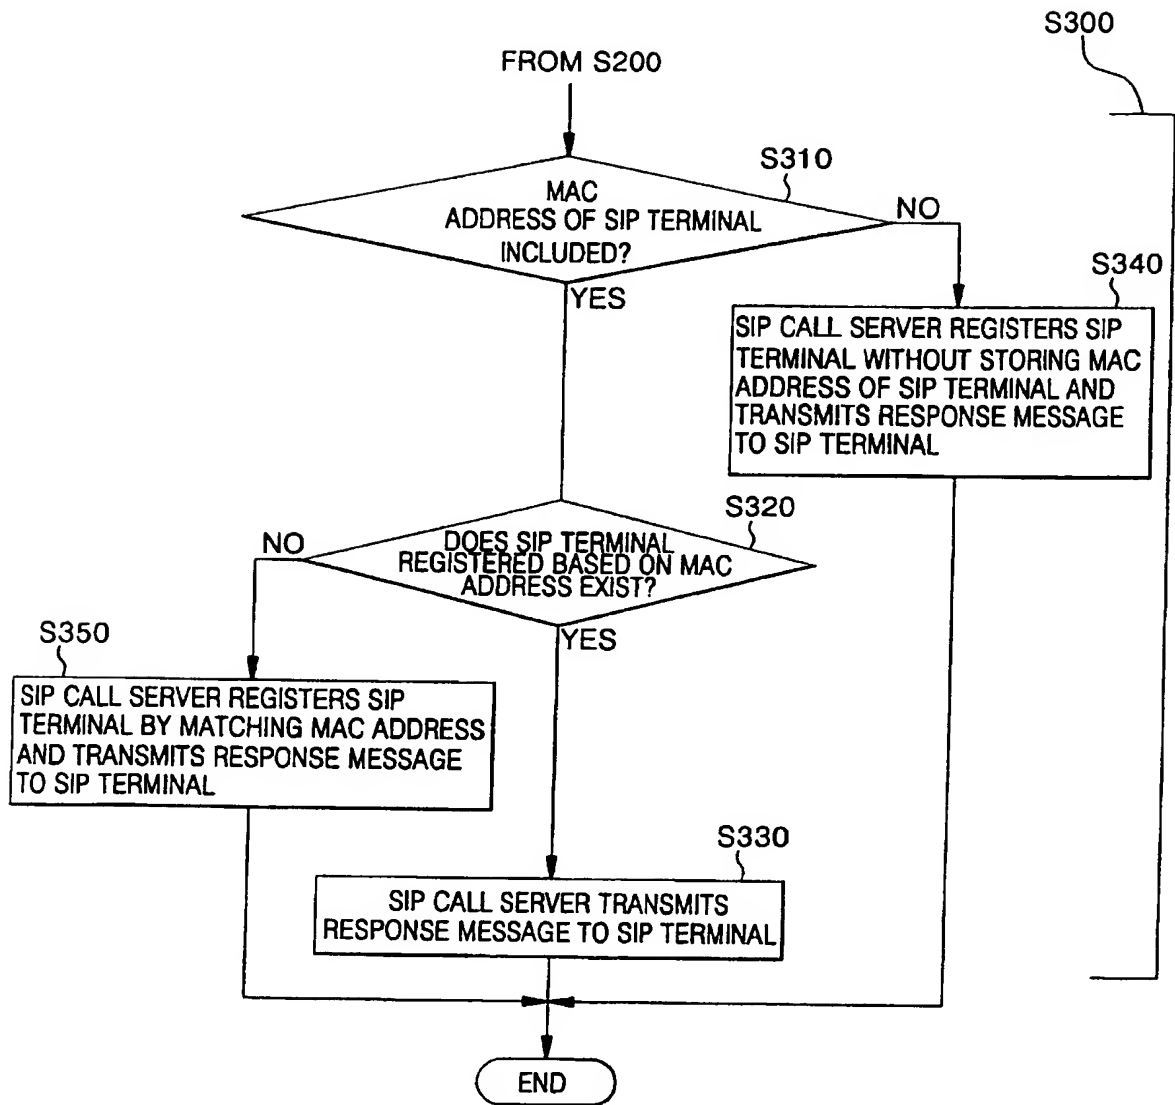 S300
FROM S200
S310
MAC
ADDRESS OF SIP TERMINAL
INCLUDED?
NO
YES
S340
SIP CALL SERVER REGISTERS SIP
TERMINAL WITHOUT STORING MAC
ADDRESS OF SIP TERMINAL AND
TRANSMITS RESPONSE MESSAGE
TO SIP TERMINAL
S320
DOES SIP TERMINAL
REGISTERED BASED ON MAC
ADDRESS EXIST?
NO
YES
S350
SIP CALL SERVER REGISTERS SIP
TERMINAL BY MATCHING MAC ADDRESS
AND TRANSMITS RESPONSE MESSAGE
TO SIP TERMINAL
S330
SIP CALL SERVER TRANSMITS
RESPONSE MESSAGE TO SIP TERMINAL
END